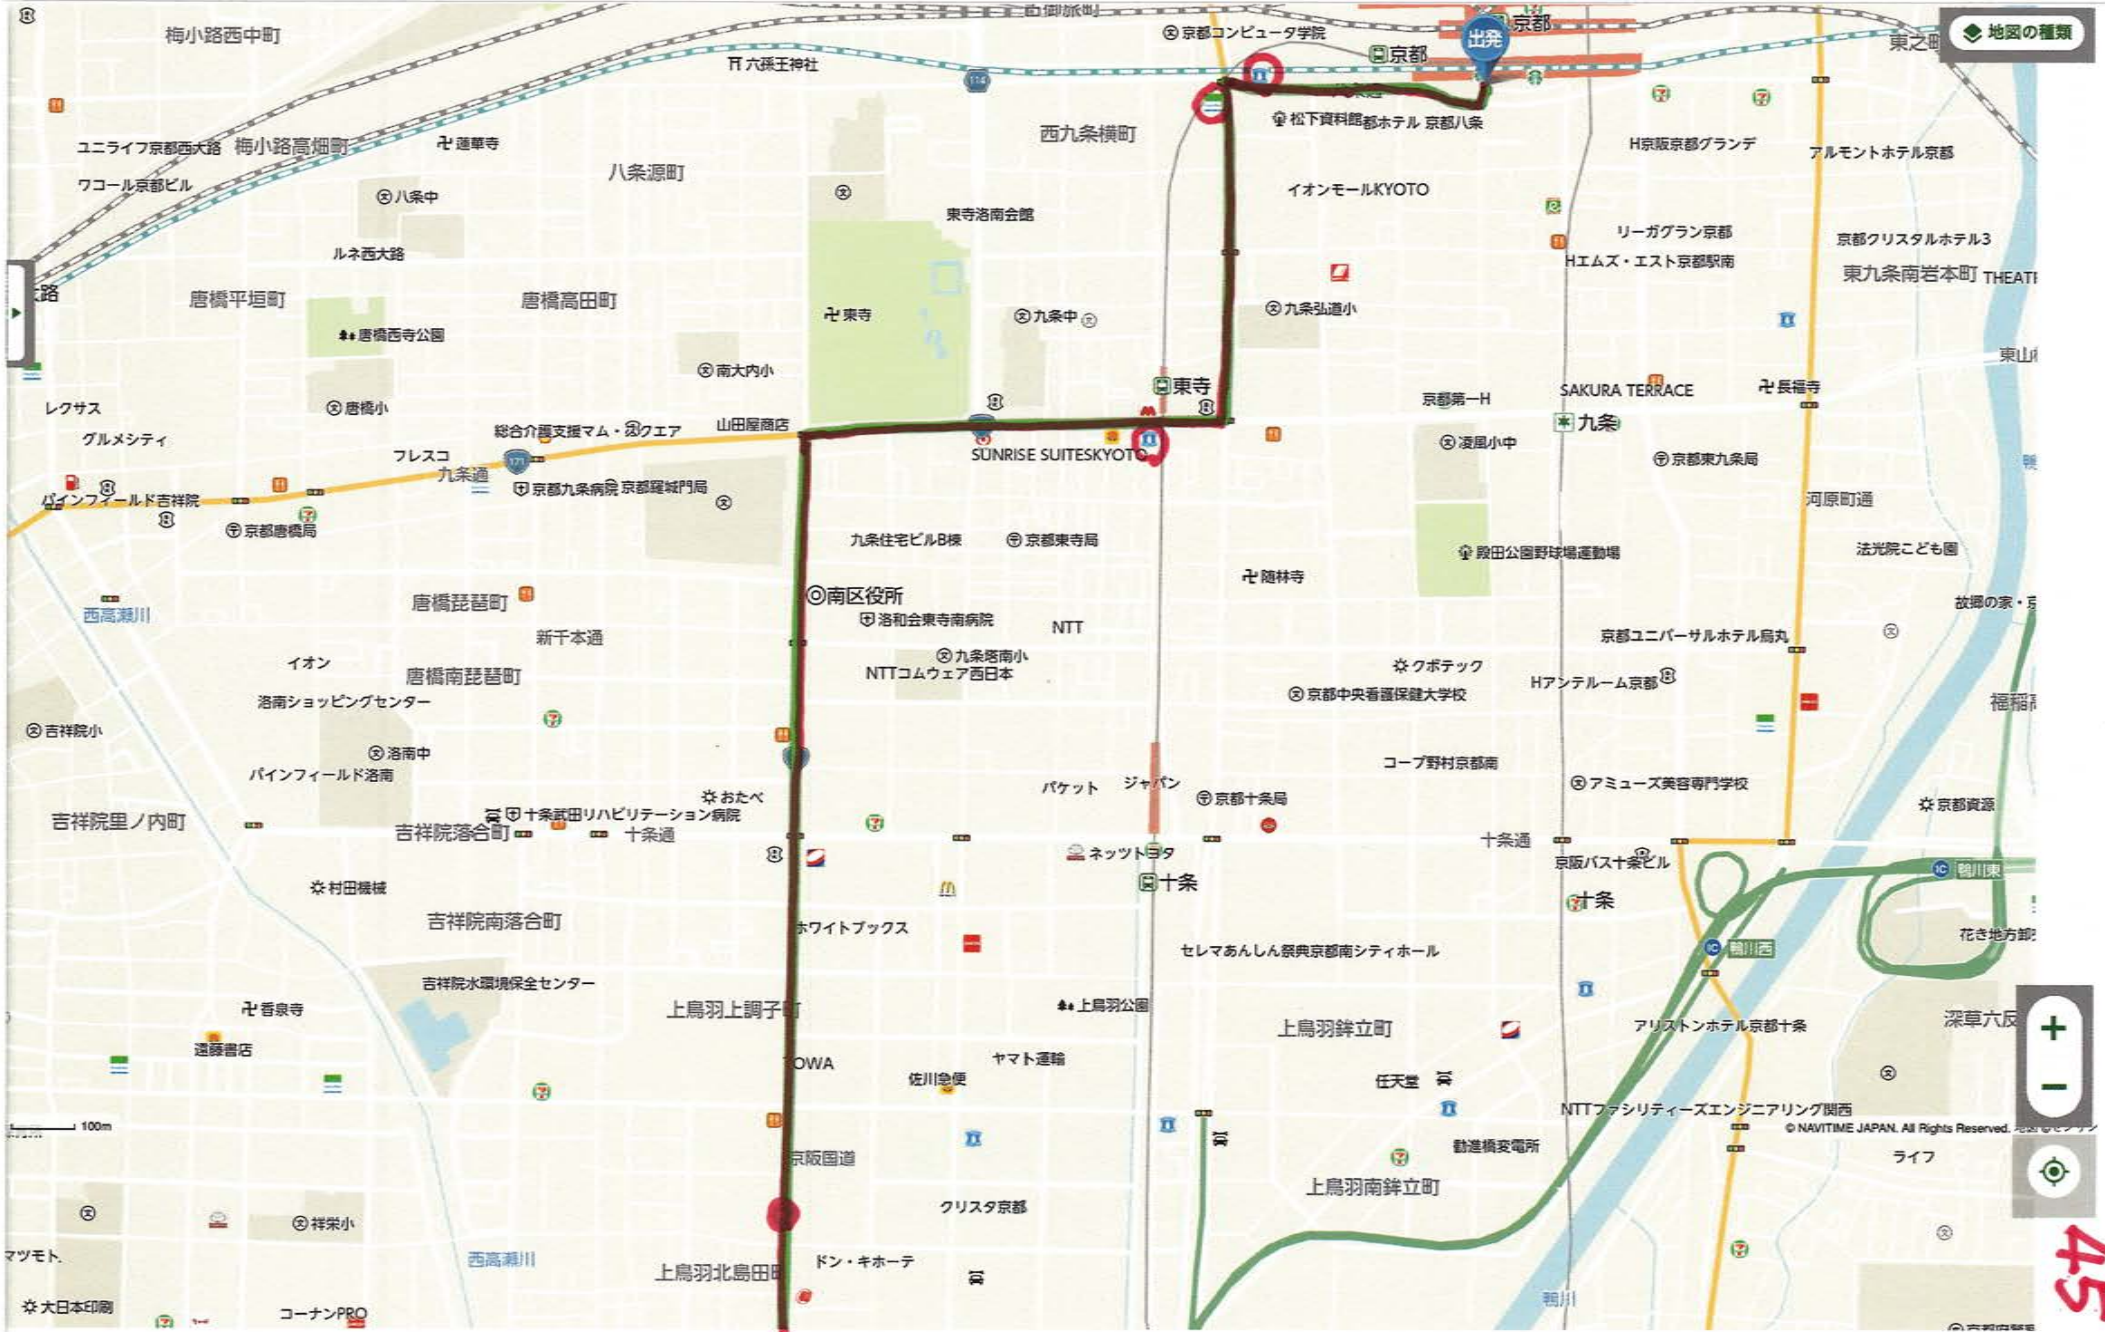 梅小路西中町
京都コンピュータ学院
京都
出発
京都
地図の種類
六孫王神社
114
松下資料館
都ホテル 京都八条
西九条横町
ユニライフ京都西大路
梅小路高畑町
蓮華寺
H京阪京都グランデ
アルモントホテル京都
ワコール京都ビル
八条中
八条源町
東寺洛南会館
イオンモールKYOTO
ルネ西大路
リーガグラン京都
京都クリスタルホテル3
Hエムズ・エスト京都駅南
東九条南岩本町
唐橋平垣町
唐橋高田町
東寺
九条中
九条弘道小
唐橋西寺公園
南大内小
東寺
SAKURA TERRACE
長福寺
レクサス
唐橋小
山田屋商店
京都第一H
九条
グルメシティ
フレスコ
171
九条通
SUNRISE SUITESKYOTO
凌風小中
京都東九条局
パインフィールド吉祥院
京都九条病院
京都羅城門局
河原町通
京都唐橋局
九条住宅ビルB棟
京都東寺局
殿田公園野球場運動場
法光院こども園
随林寺
西高瀬川
唐橋琵琶町
南区役所
洛和会東寺南病院
NTT
新千本通
京都ユニバーサルホテル烏丸
イオン
唐橋南琵琶町
九条塔南小
NTTコムウェア西日本
クボテック
Hアンテルーム京都
洛南ショッピングセンター
京都中央看護保健大学校
吉祥院小
洛南中
パインフィールド洛南
コープ野村京都南
アミューズ美容専門学校
おたべ
パケット
ジャパン
京都十条局
京都資源
吉祥院里ノ内町
吉祥院落合町
十条武田リハビリテーション病院
十条通
十条通
ネッツトヨタ
京阪バス十条ビル
村田機械
十条
十条
IC 鴨川東
吉祥院南落合町
ホワイトブックス
セレマあんしん祭典京都南シティホール
IC 鴨川西
吉祥院水環境保全センター
香泉寺
上鳥羽上調子町
上鳥羽公園
上鳥羽鉾立町
アリストンホテル京都十条
遠藤書店
TOWA
佐川急便
ヤマト運輸
任天堂
NTTファシリティーズエンジニアリング関西
100m
© NAVITIME JAPAN. All Rights Reserved.
京阪国道
勧進橋変電所
ライフ
上鳥羽南鉾立町
祥栄小
クリスタ京都
マツモト
西高瀬川
上鳥羽北島田町
ドン・キホーテ
大日本印刷
コーナンPRO
鴨川
45